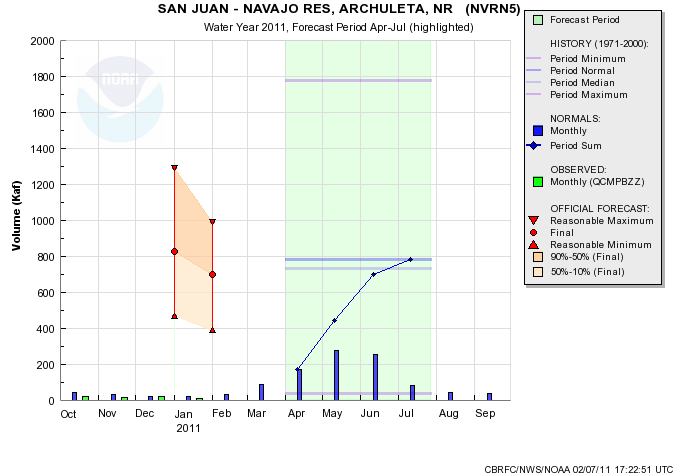 SAN JUAN - NAVAJO RES, ARCHULETA, NR (NVRN5)
Water Year 2011, Forecast Period Apr-Jul (highlighted)
Volume (Kaf)
2000
1800
1600
1400
1200
1000
800
600
400
200
0
NOAA
Oct Nov Dec Jan Feb Mar Apr May Jun Jul Aug Sep
2011
Forecast Period
HISTORY (1971-2000):
Period Minimum
Period Normal
Period Median
Period Maximum
NORMALS:
Monthly
Period Sum
OBSERVED:
Monthly (QCMPBZZ)
OFFICIAL FORECAST:
Reasonable Maximum
Final
Reasonable Minimum
90%-50% (Final)
50%-10% (Final)
CBRFC/NWS/NOAA 02/07/11 17:22:51 UTC